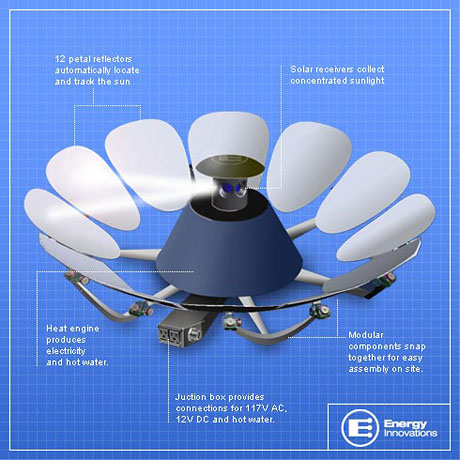 12 petal reflectors
automatically locate
and track the sun
Solar receivers collect
concentrated sunlight
Heat engine
produces
electricity
and hot water.
Modular
components snap
together for easy
assembly on site.
Juction box provides
connections for 117V AC,
12V DC and hot water.
Energy
Innovations